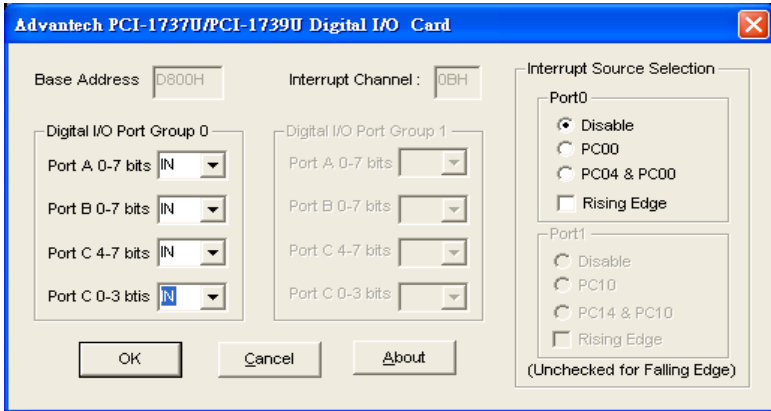 Advantech PCI-1737U/PCI-1739U Digital I/O Card
Base Address D800H
Interrupt Channel : 0BH
Digital I/O Port Group 0
Port A 0-7 bits IN
Port B 0-7 bits IN
Port C 4-7 bits IN
Port C 0-3 btis IN
Digital I/O Port Group 1
Port A 0-7 bits
Port B 0-7 bits
Port C 4-7 bits
Port C 0-3 bits
Interrupt Source Selection
Port0
Disable
PC00
PC04 & PC00
Rising Edge
Port1
Disable
PC10
PC14 & PC10
Rising Edge
(Unchecked for Falling Edge)
OK
Cancel
About